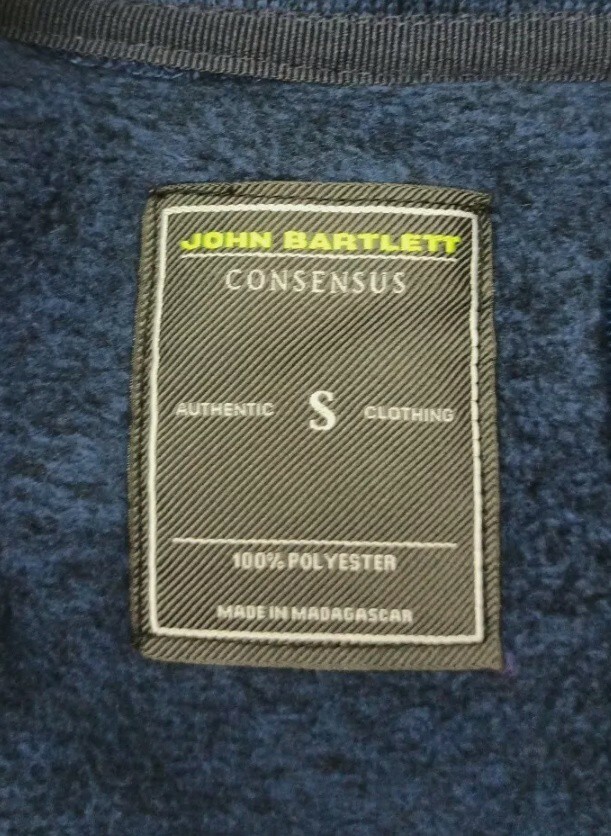 JOHN BARTLETT
CONSENSUS
AUTHENTIC S CLOTHING
100% POLYESTER
MADE IN MADAGASCAR